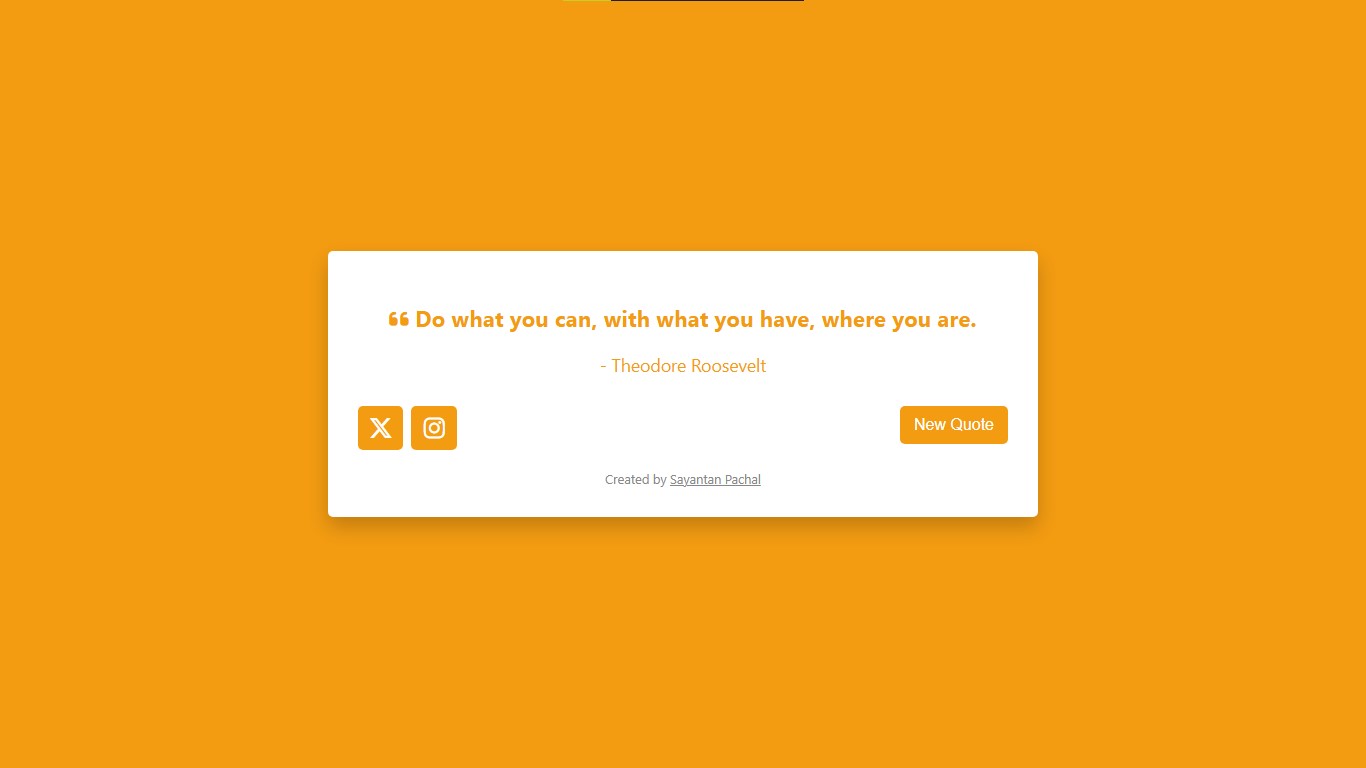 “ Do what you can, with what you have, where you are.
- Theodore Roosevelt
New Quote
Created by Sayantan Pachal